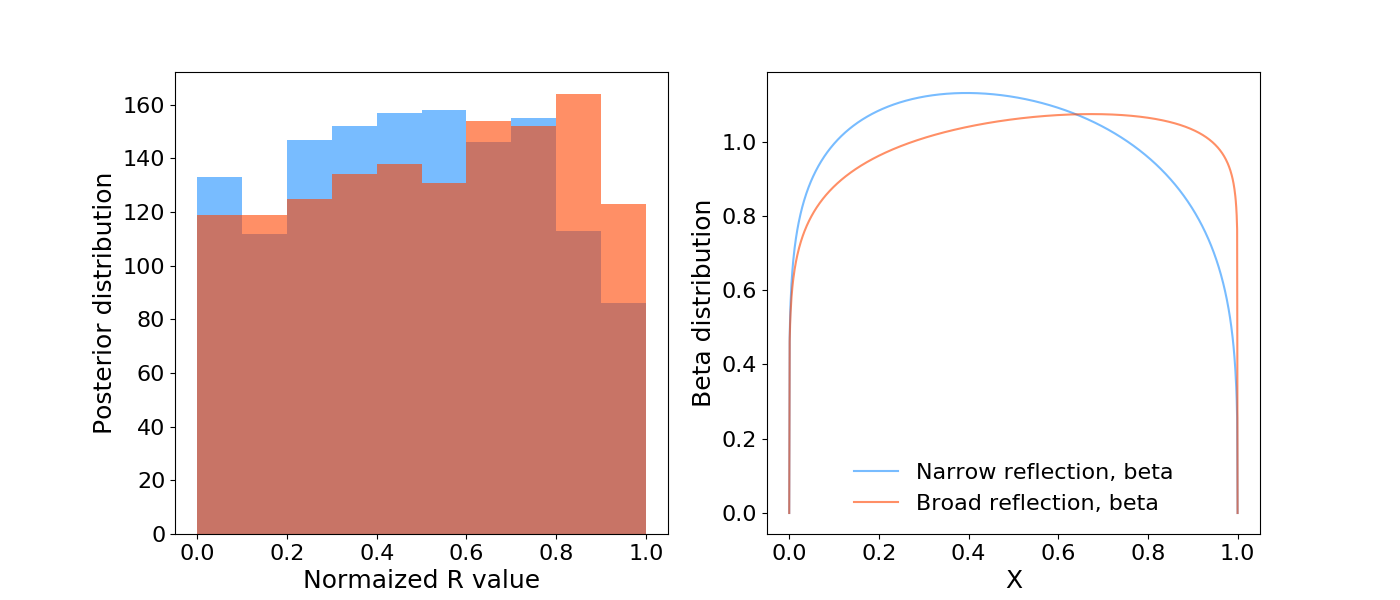 Posterior distribution
160
140
120
100
80
60
40
20
0
0.0 0.2 0.4 0.6 0.8 1.0
Normaized R value
Beta distribution
1.0
0.8
0.6
0.4
0.2
0.0
Narrow reflection, beta
Broad reflection, beta
0.0 0.2 0.4 0.6 0.8 1.0
X